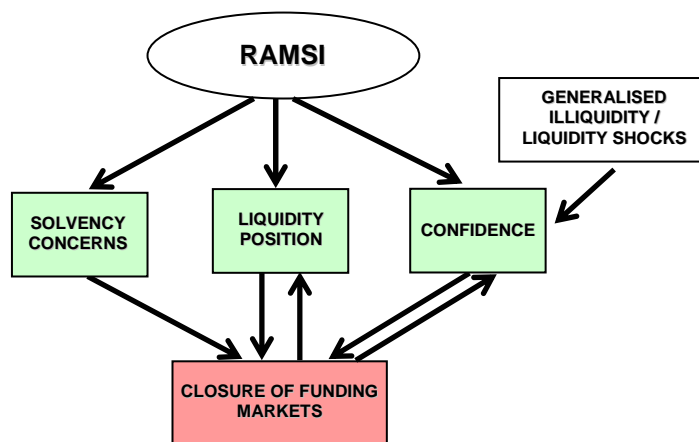 RAMSI
GENERALISED
ILLIQUIDITY /
LIQUIDITY SHOCKS
SOLVENCY
CONCERNS
LIQUIDITY
POSITION
CONFIDENCE
CLOSURE OF FUNDING
MARKETS